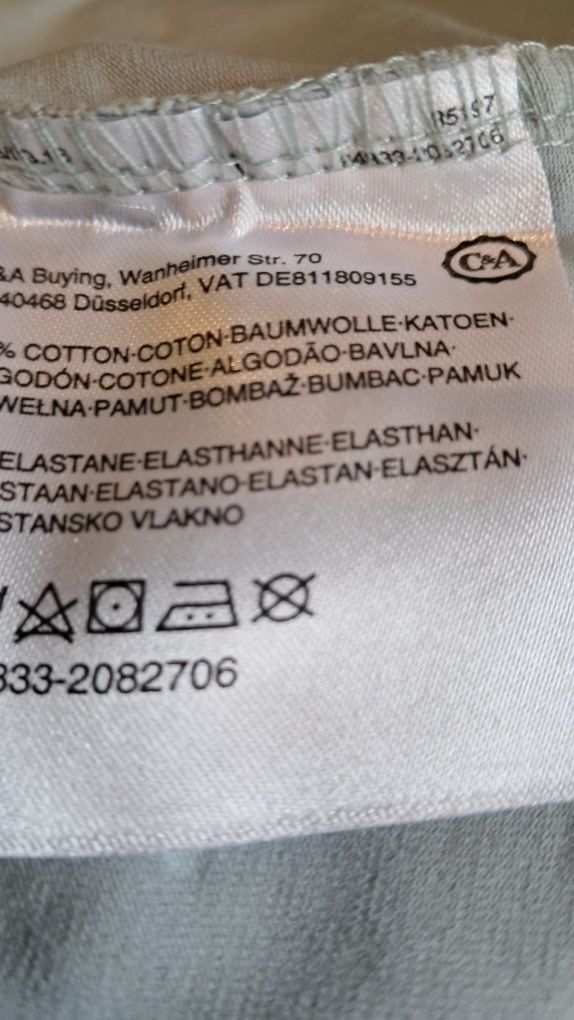 R5197
C&A
&A Buying, Wanheimer Str. 70
40468 Düsseldorf, VAT DE811809155
% COTTON·COTON·BAUMWOLLE·KATOEN·
GODÓN·COTONE·ALGODÃO·BAVLNA·
WEŁNA·PAMUT·BOMBAŽ·BUMBAC·PAMUK
ELASTANE·ELASTHANNE·ELASTHAN·
STAAN·ELASTANO·ELASTAN·ELASZTÁN·
STANSKO VLAKNO
333-2082706